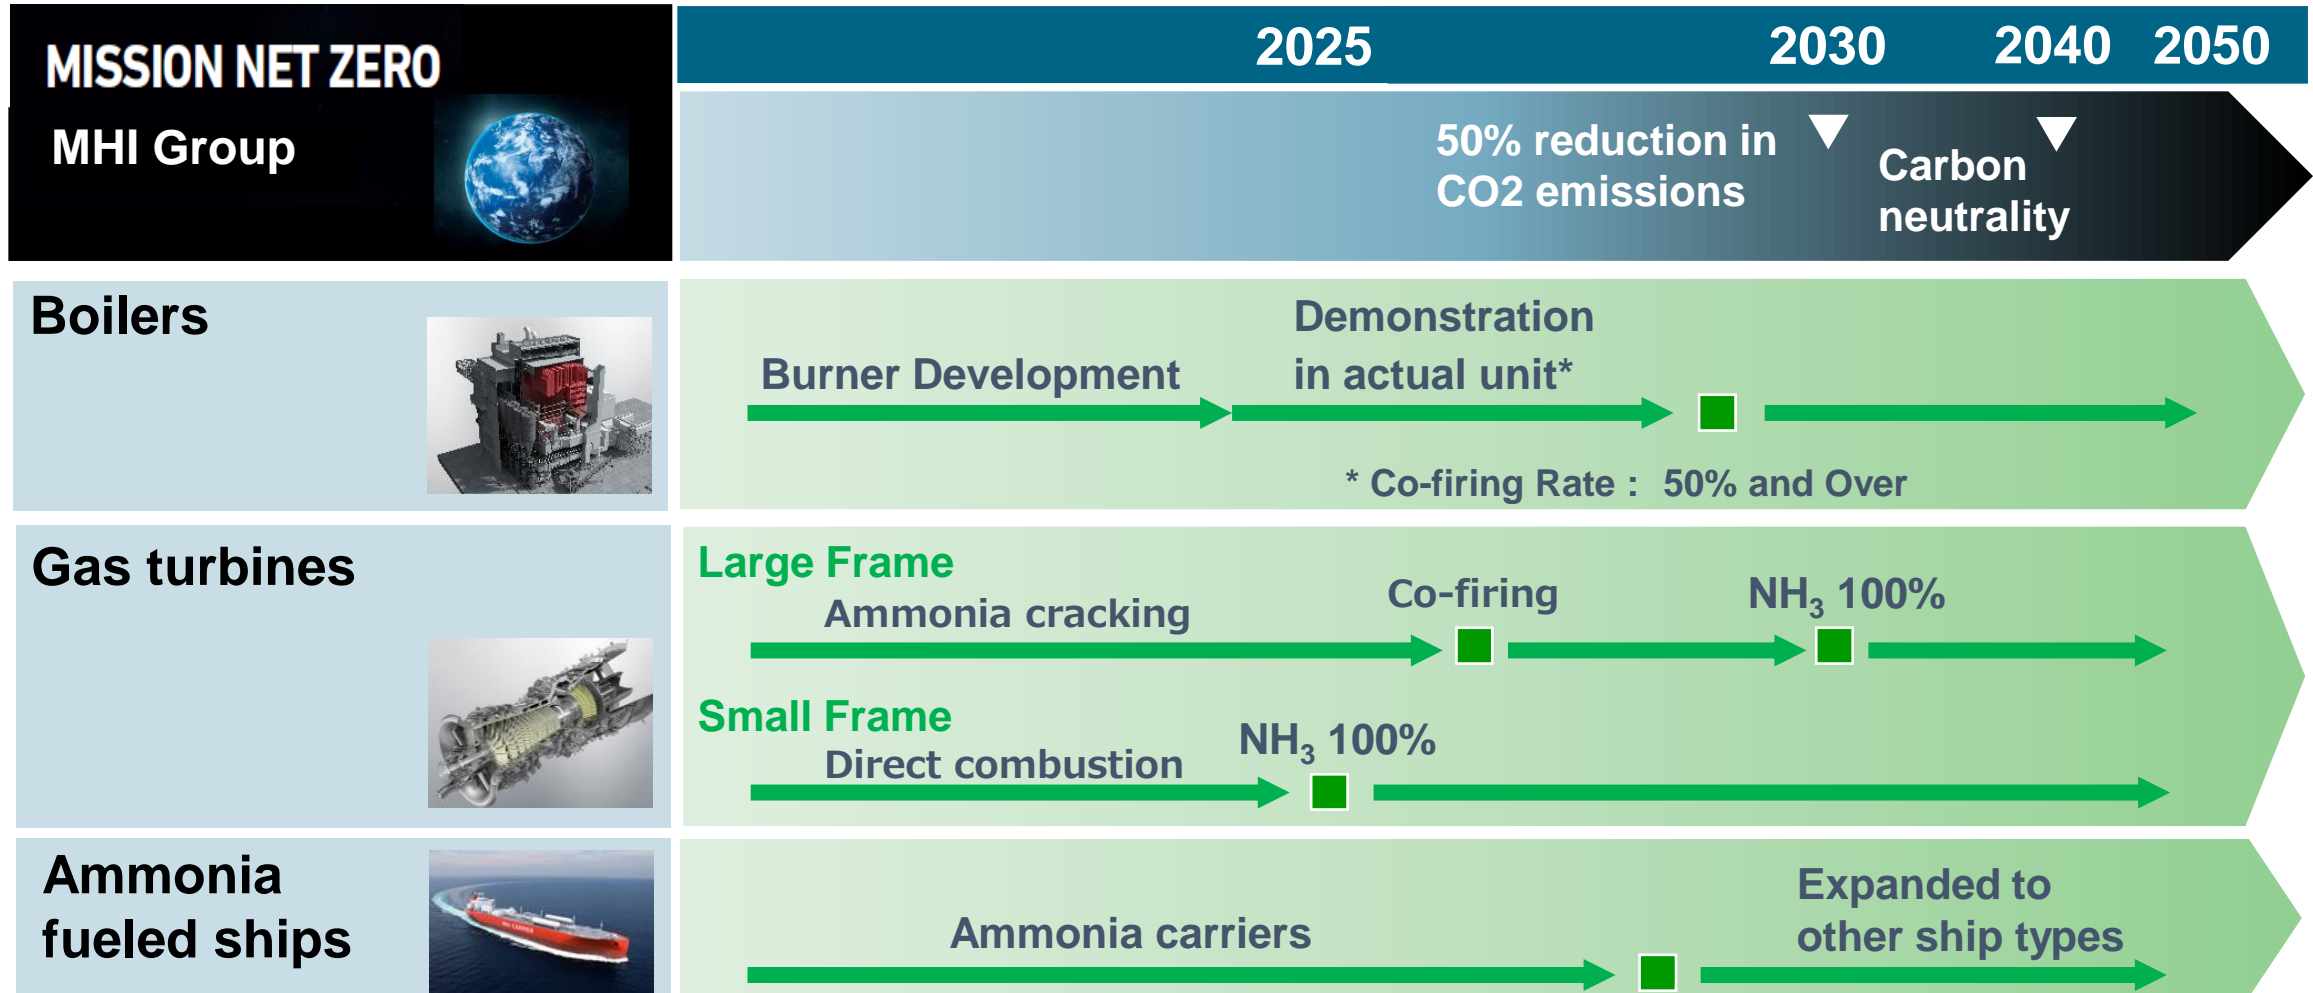 MISSION NET ZERO
MHI Group
2025 2030 2040 2050
50% reduction in
CO2 emissions
Carbon
neutrality
Boilers
Burner Development
Demonstration
in actual unit*
* Co-firing Rate : 50% and Over
Gas turbines
Large Frame
Ammonia cracking
Co-firing
NH₃ 100%
Small Frame
Direct combustion
NH₃ 100%
Ammonia
fueled ships
Ammonia carriers
Expanded to
other ship types